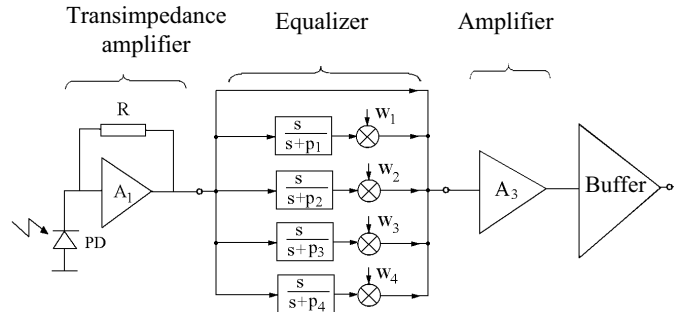 Transimpedance
amplifier
Equalizer
Amplifier
R
A1
PD
s
s+p1
w1
s
s+p2
w2
s
s+p3
w3
s
s+p4
w4
A3
Buffer